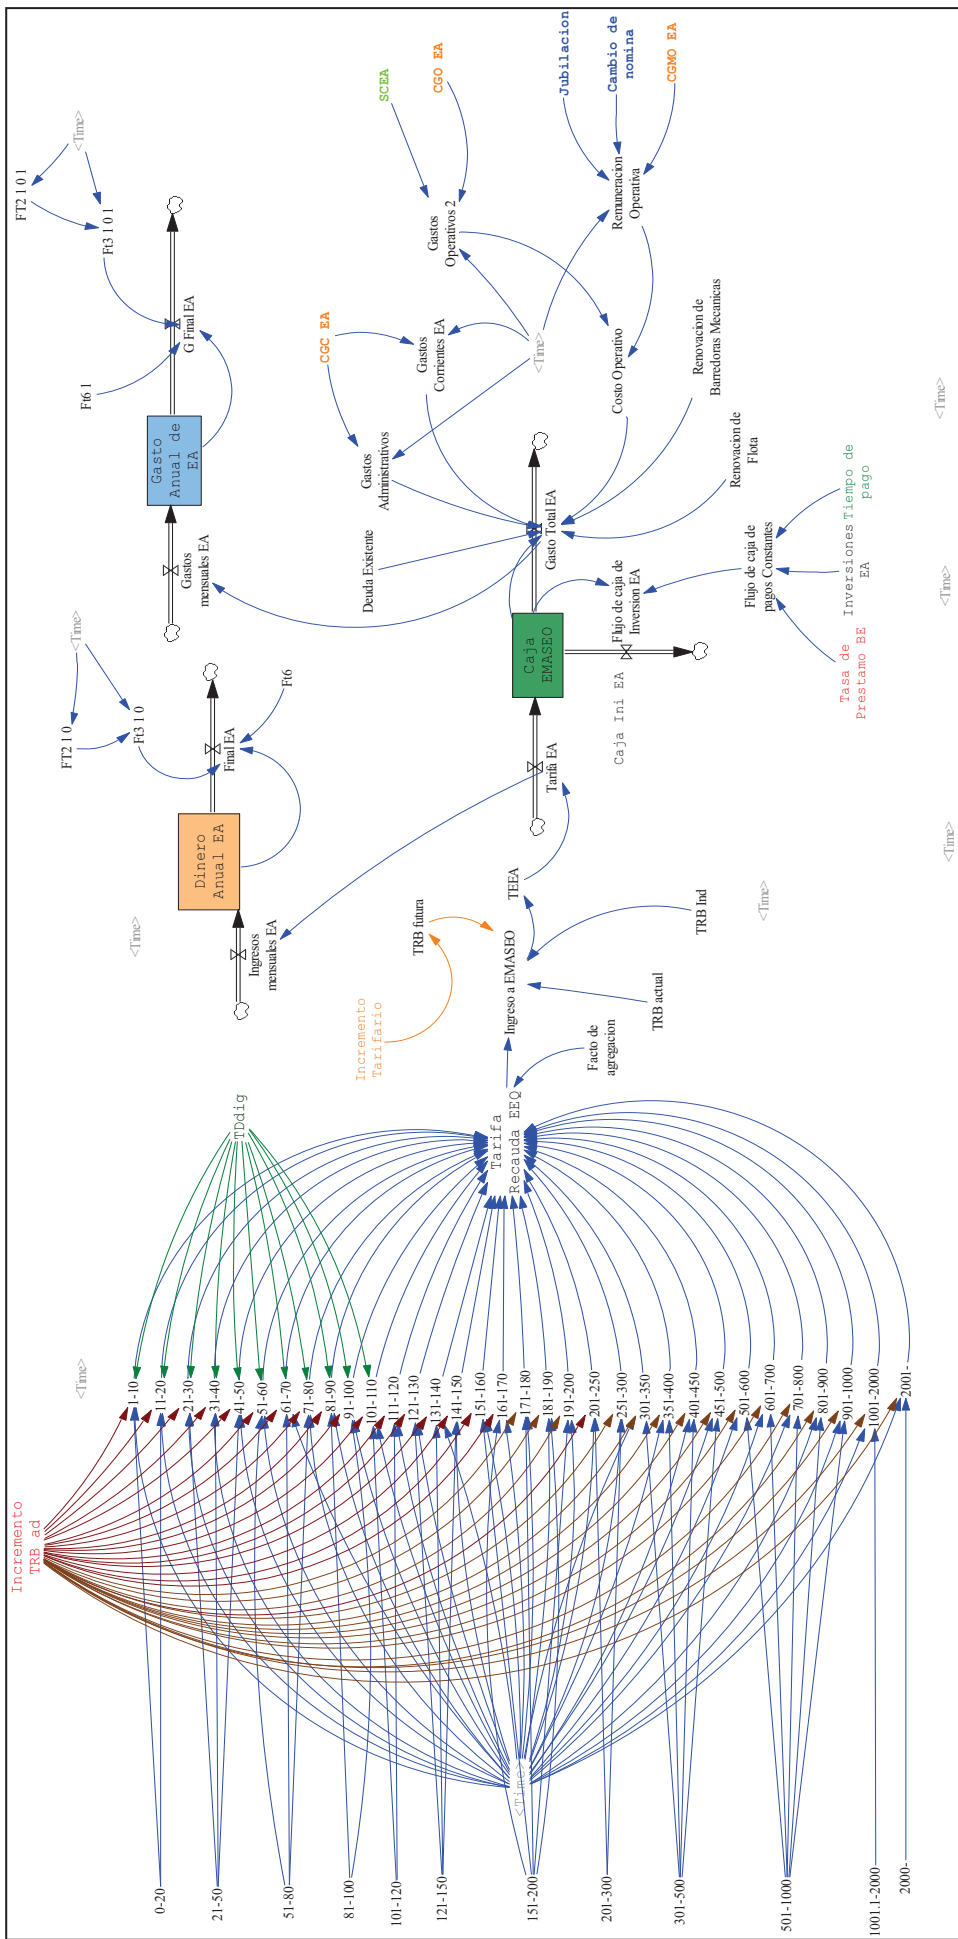 Incremento
TRB ad
<Time>
0-20
21-50
51-80
81-100
101-120
121-150
151-200
201-300
301-500
501-1000
1001.1-2000
2000-
<Time>
1-10
11-20
21-30
31-40
41-50
51-60
61-70
71-80
81-90
91-100
101-110
111-120
121-130
131-140
141-150
151-160
161-170
171-180
181-190
191-200
201-250
251-300
301-350
351-400
401-450
451-500
501-600
601-700
701-800
801-900
901-1000
1001-2000
2001-
TDdig
Tarifa
Recauda EEQ
Facto de
agregacion
Incremento
Tarifario
TRB futura
Ingreso a EMASEO
TRB actual
TRB Ind
TEEA
<Time>
<Time>
<Time>
Ingresos
mensuales EA
Dinero
Anual EA
Final EA
FT2 1 0
Ft3 1 0
<Time>
Ft6
Tarifa EA
Caja
EMASEO
Caja Ini EA
Flujo de caja de
Inversion EA
Flujo de caja de
pagos Constantes
Tasa de
Prestamo BE
Inversiones
EA
Tiempo de
pago
Gasto Total EA
Deuda Existente
Gastos
Administrativos
Gastos
Corrientes EA
CGC EA
<Time>
Costo Operativo
Renovacion de
Barredoras Mecanicas
Renovacion de
Flota
<Time>
<Time>
Gastos
mensuales EA
Gasto
Anual de
EA
G Final EA
Ft6 1
FT2 1 0 1
Ft3 1 0 1
<Time>
Gastos
Operativos 2
SCEA
CGO EA
Remuneracion
Operativa
Jubilacion
Cambio de
nomina
CGMO EA